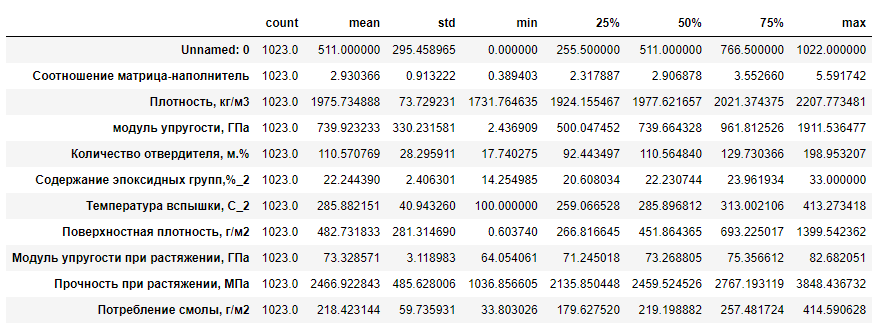 count mean std min 25% 50% 75% max
Unnamed: 0 1023.0 511.000000 295.458965 0.000000 255.500000 511.000000 766.500000 1022.000000
Соотношение матрица-наполнитель 1023.0 2.930366 0.913222 0.389403 2.317887 2.906878 3.552660 5.591742
Плотность, кг/м3 1023.0 1975.734888 73.729231 1731.764635 1924.155467 1977.621657 2021.374375 2207.773481
модуль упругости, ГПа 1023.0 739.923233 330.231581 2.436909 500.047452 739.664328 961.812526 1911.536477
Количество отвердителя, м.% 1023.0 110.570769 28.295911 17.740275 92.443497 110.564840 129.730366 198.953207
Содержание эпоксидных групп,%_2 1023.0 22.244390 2.406301 14.254985 20.608034 22.230744 23.961934 33.000000
Температура вспышки, С_2 1023.0 285.882151 40.943260 100.000000 259.066528 285.896812 313.002106 413.273418
Поверхностная плотность, г/м2 1023.0 482.731833 281.314690 0.603740 266.816645 451.864365 693.225017 1399.542362
Модуль упругости при растяжении, ГПа 1023.0 73.328571 3.118983 64.054061 71.245018 73.268805 75.356612 82.682051
Прочность при растяжении, МПа 1023.0 2466.922843 485.628006 1036.856605 2135.850448 2459.524526 2767.193119 3848.436732
Потребление смолы, г/м2 1023.0 218.423144 59.735931 33.803026 179.627520 219.198882 257.481724 414.590628